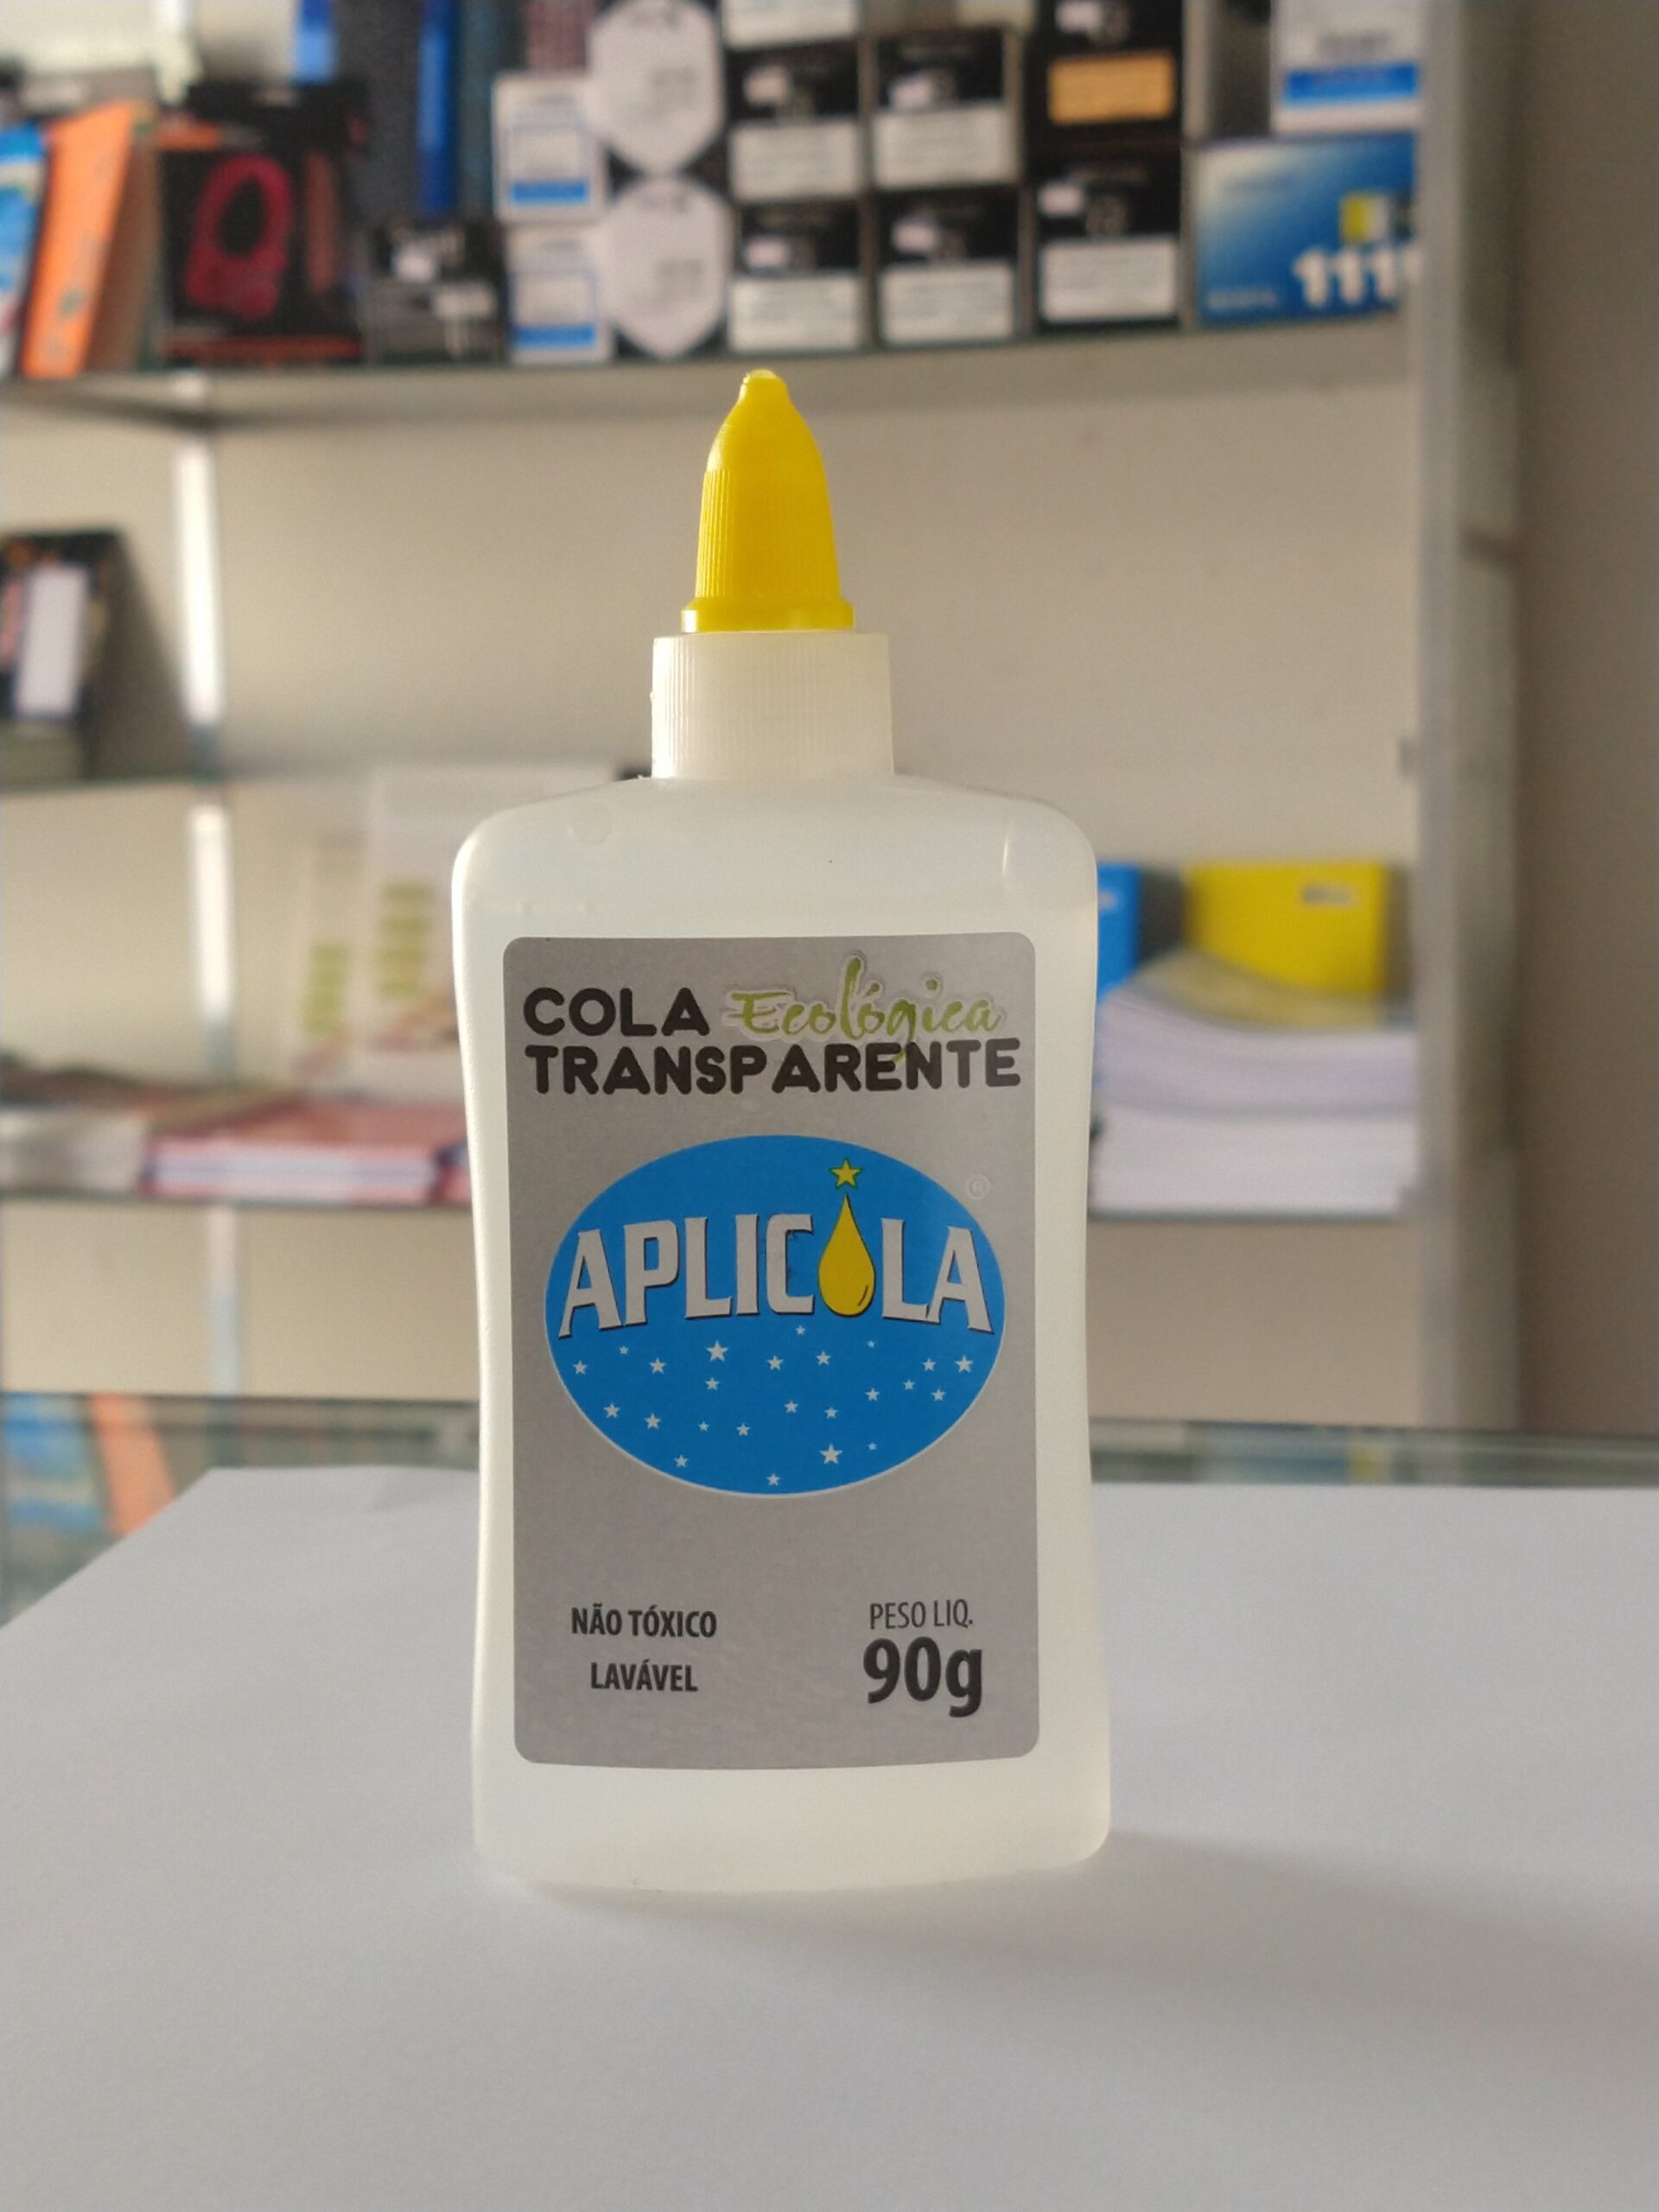 COLA Ecológica
TRANSPARENTE
®
APLICOLA
NÃO TÓXICO
LAVÁVEL
PESO LIQ.
90g